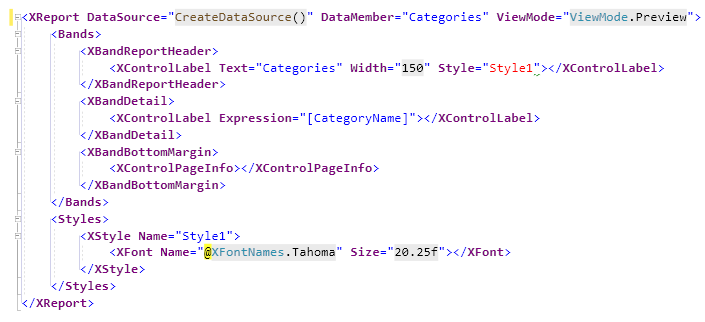 <XReport DataSource="CreateDataSource()" DataMember="Categories" ViewMode="ViewMode.Preview">
<Bands>
<XBandReportHeader>
<XControlLabel Text="Categories" Width="150" Style="Style1"></XControlLabel>
</XBandReportHeader>
<XBandDetail>
<XControlLabel Expression="[CategoryName]"></XControlLabel>
</XBandDetail>
<XBandBottomMargin>
<XControlPageInfo></XControlPageInfo>
</XBandBottomMargin>
</Bands>
<Styles>
<XStyle Name="Style1">
<XFont Name="@XFontNames.Tahoma" Size="20.25f"></XFont>
</XStyle>
</Styles>
</XReport>